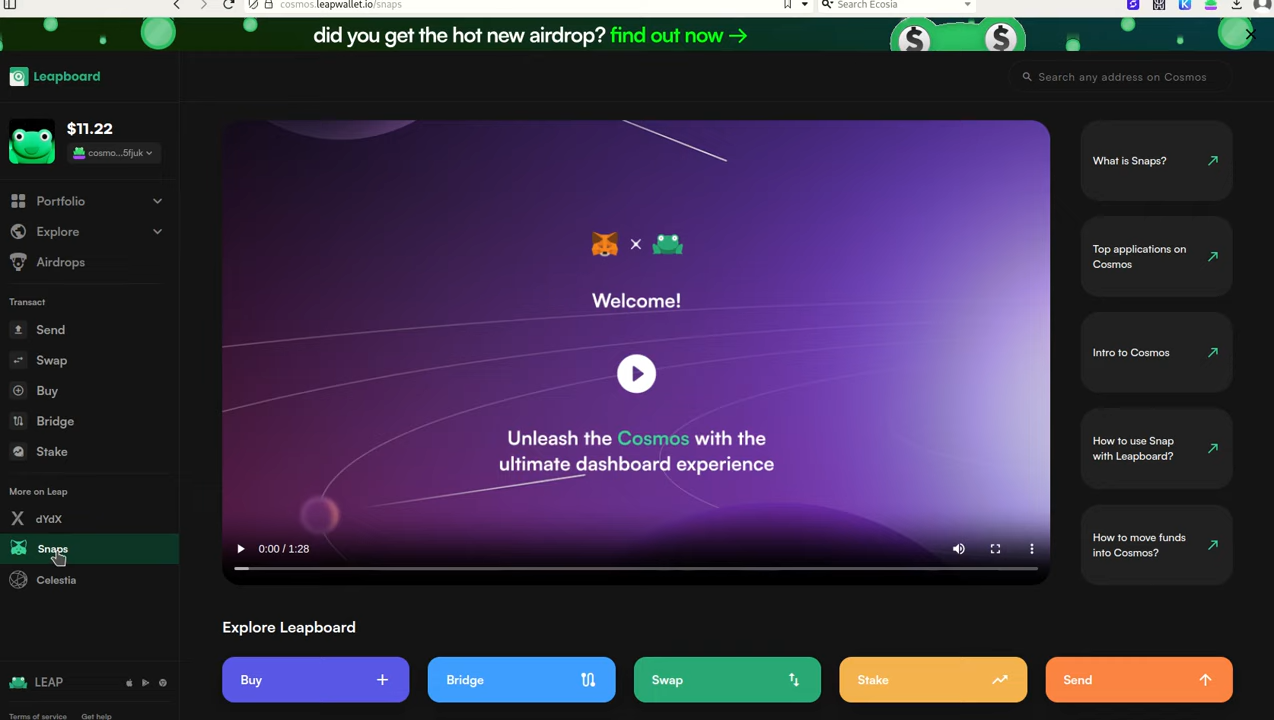 cosmos.leapwallet.io/snaps
Search Ecosia
did you get the hot new airdrop? find out now →
Leapboard
Search any address on Cosmos
$11.22
cosmo...5fjuk
Portfolio
Explore
Airdrops
Transact
Send
Swap
Buy
Bridge
Stake
More on Leap
dYdX
Snaps
Celestia
LEAP
Terms of service
Get help
Welcome!
Unleash the Cosmos with the
ultimate dashboard experience
0:00 / 1:28
What is Snaps?
Top applications on
Cosmos
Intro to Cosmos
How to use Snap
with Leapboard?
How to move funds
into Cosmos?
Explore Leapboard
Buy
Bridge
Swap
Stake
Send